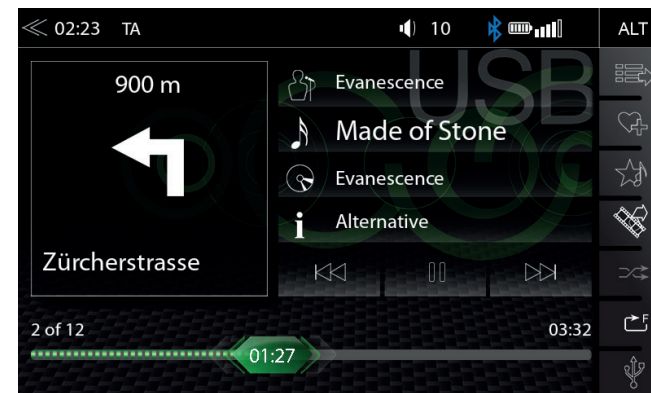 02:23 TA 10 ALT
USB
900 m
Evanescence
Made of Stone
Evanescence
i Alternative
Zürcherstrasse
2 of 12 03:32
F
01:27